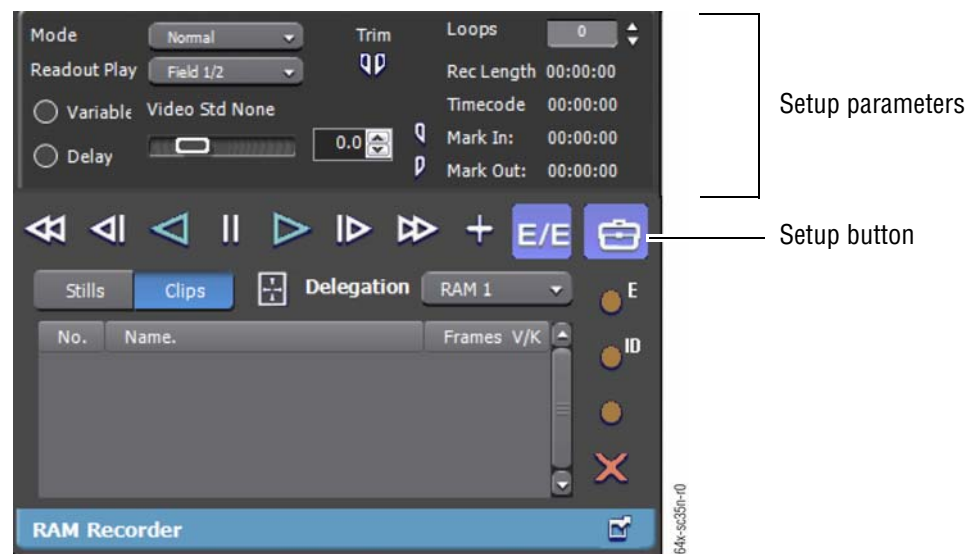 Mode Normal Trim Loops 0
Readout Play Field 1/2 Rec Length 00:00:00
Variable Video Std None Timecode 00:00:00
Setup parameters
0.0 Mark In: 00:00:00
Delay Mark Out: 00:00:00
E/E
Setup button
Stills Clips Delegation RAM 1 E
No. Name. Frames V/K
ID
RAM Recorder
64x-sc35n-r0